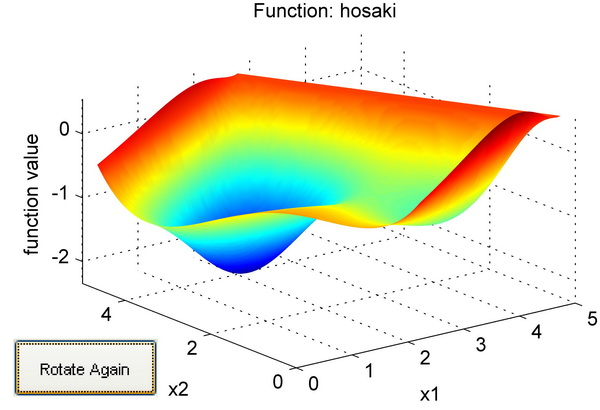 Function: hosaki
function value
0
-1
-2
4
2
0
x2
0
1
2
3
4
5
x1
Rotate Again